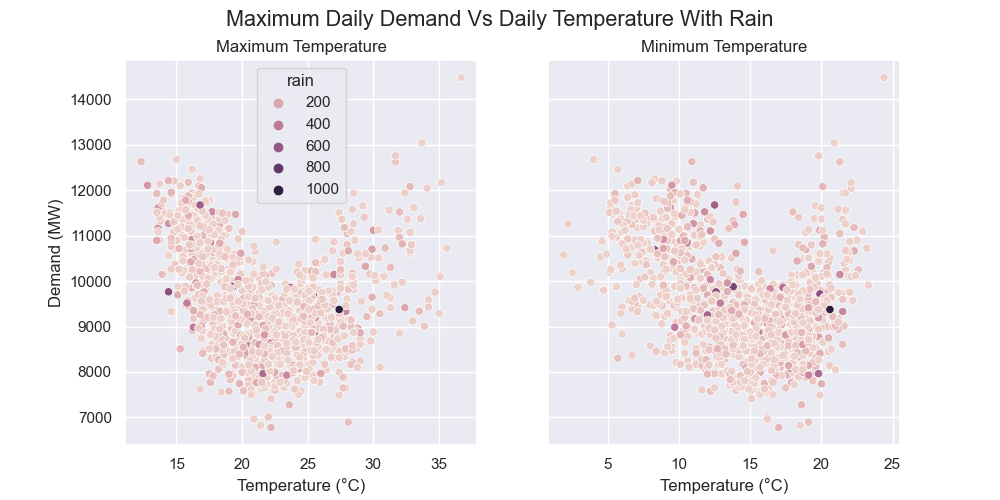 Maximum Daily Demand Vs Daily Temperature With Rain
Maximum Temperature
Minimum Temperature
rain
200
400
600
800
1000
14000
13000
12000
11000
10000
9000
8000
7000
Demand (MW)
15 20 25 30 35
5 10 15 20 25
Temperature (°C)
Temperature (°C)